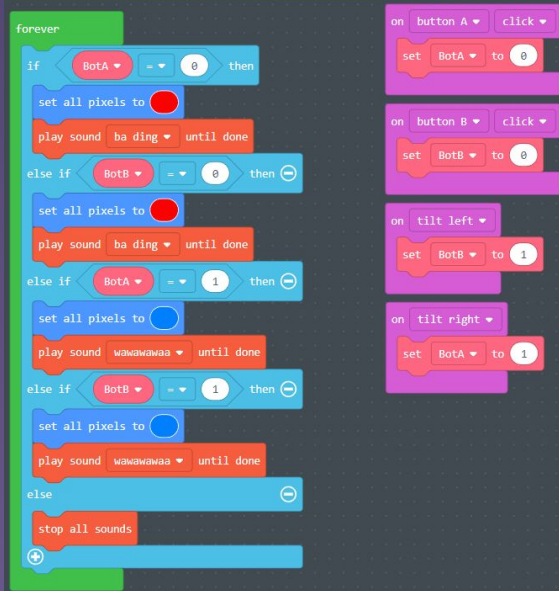 forever
if BotA = 0 then
set all pixels to
play sound ba ding until done
else if BotB = 0 then
set all pixels to
play sound ba ding until done
else if BotA = 1 then
set all pixels to
play sound wawawawaa until done
else if BotB = 1 then
set all pixels to
play sound wawawawaa until done
else
stop all sounds
on button A click
set BotA to 0
on button B click
set BotB to 0
on tilt left
set BotB to 1
on tilt right
set BotA to 1